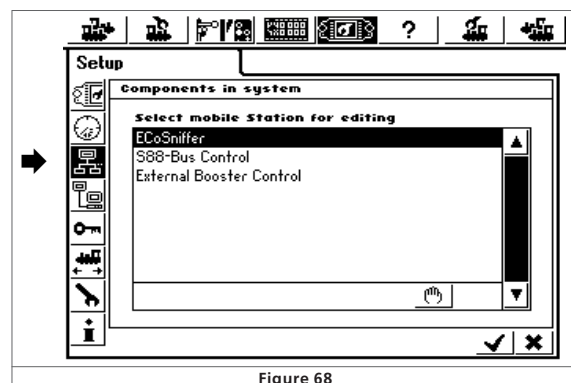 ?
Setup
Components in system
Select mobile Station for editing
ECoSniffer
S88-Bus Control
External Booster Control
Figure 68